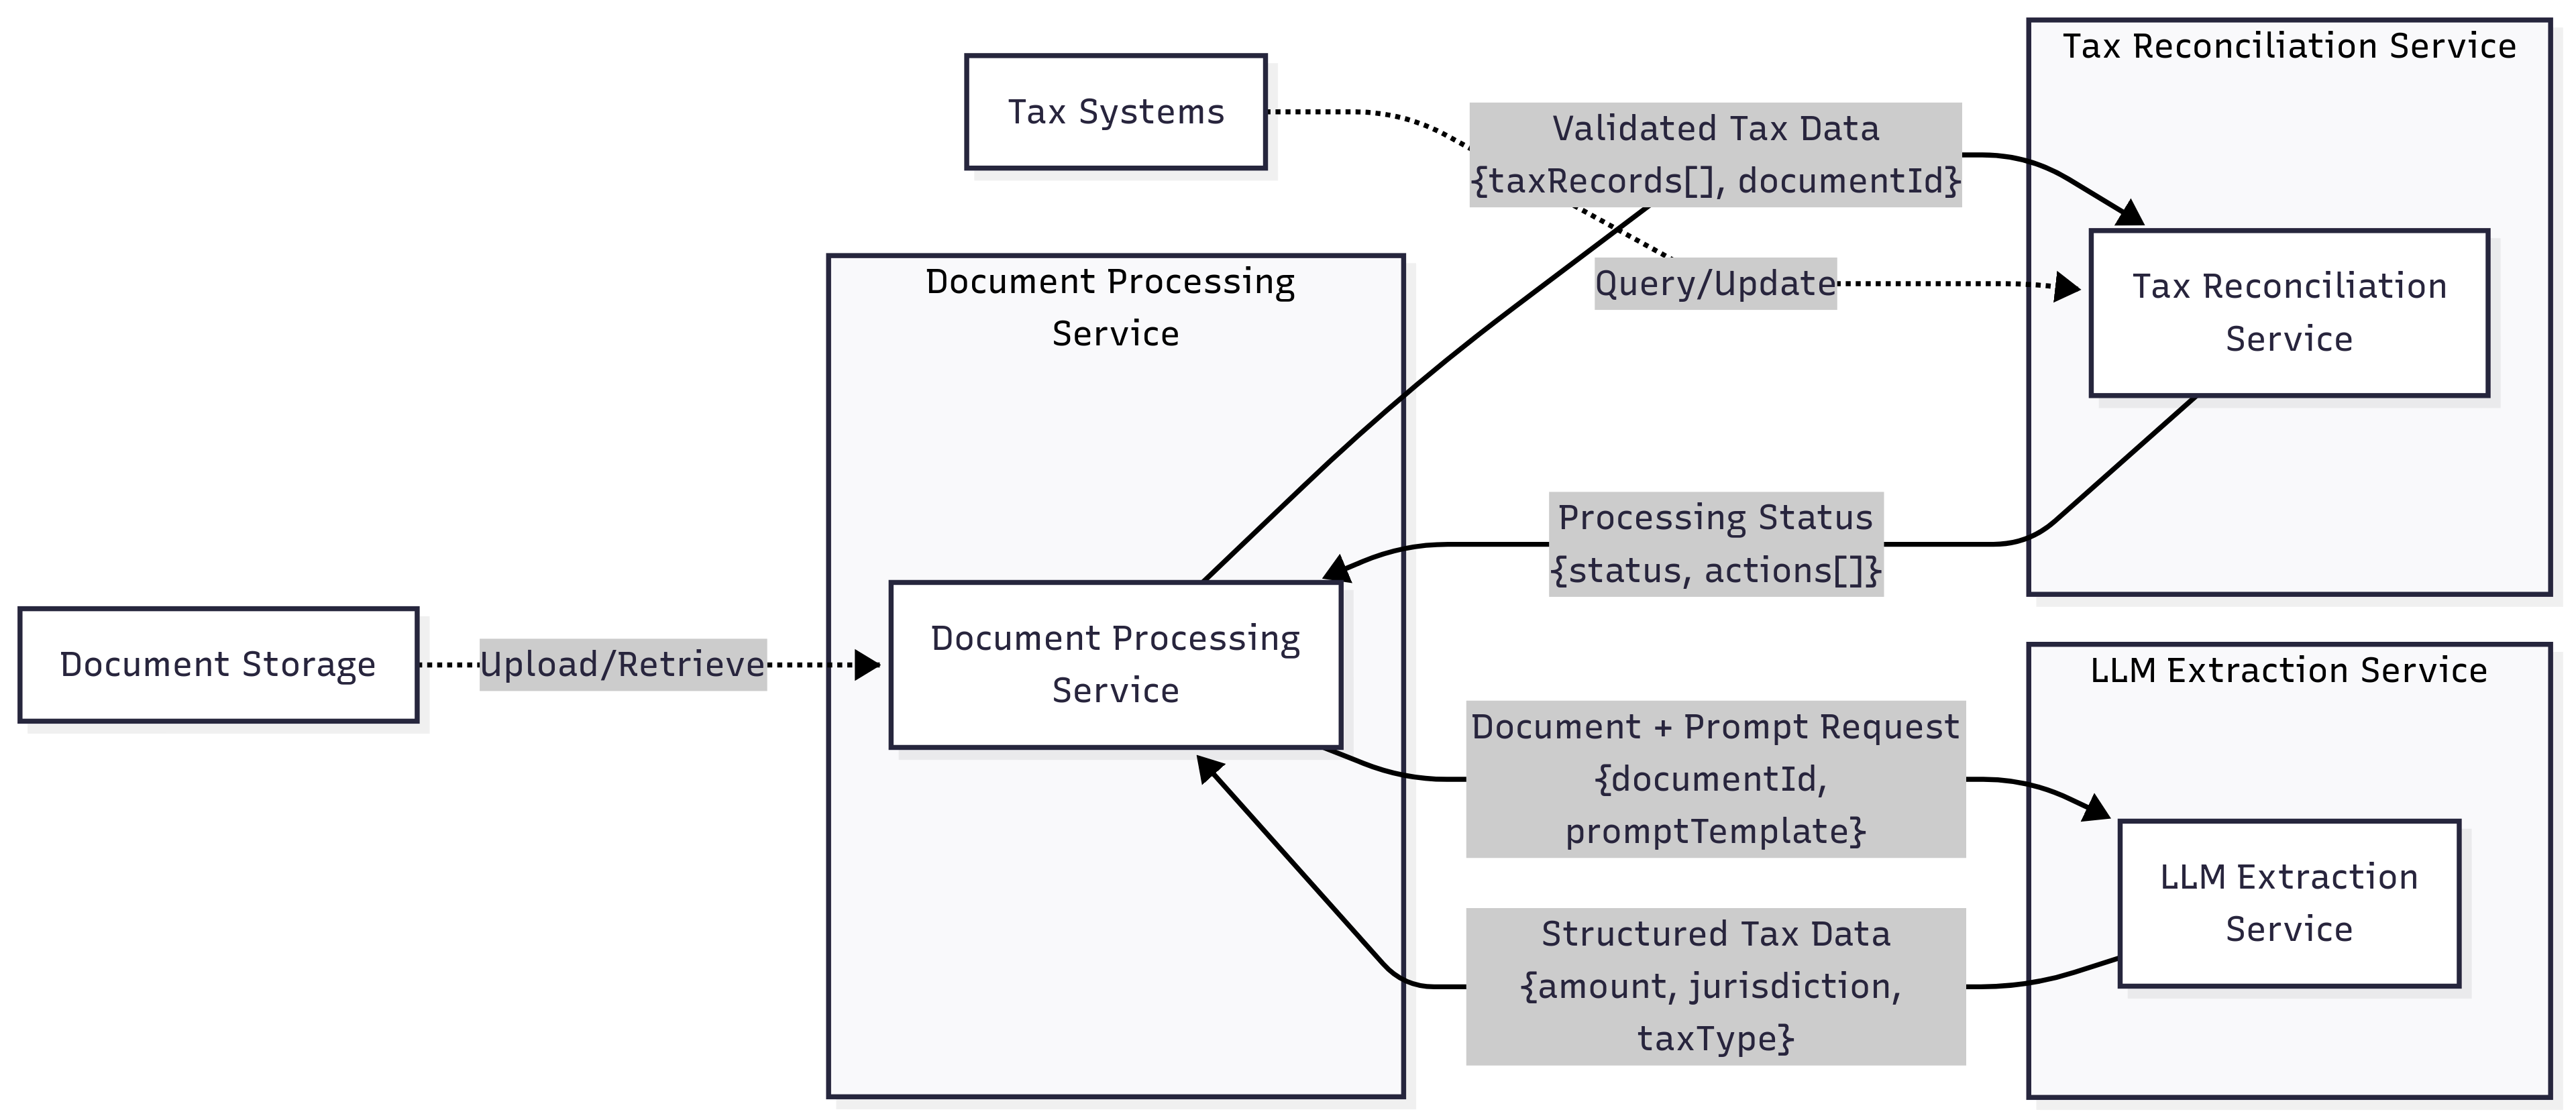 Tax Reconciliation Service
Tax Systems
Validated Tax Data
{taxRecords[], documentId}
Query/Update
Tax Reconciliation
Service
Document Processing
Service
Processing Status
{status, actions[]}
Document Storage
Upload/Retrieve
Document Processing
Service
LLM Extraction Service
Document + Prompt Request
{documentId,
promptTemplate}
LLM Extraction
Service
Structured Tax Data
{amount, jurisdiction,
taxType}